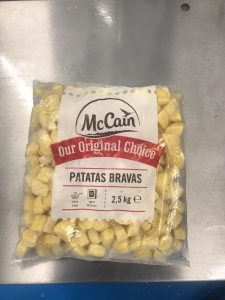 McCain
Our Original Choice
PATATAS BRAVAS
2,5 kg ℮